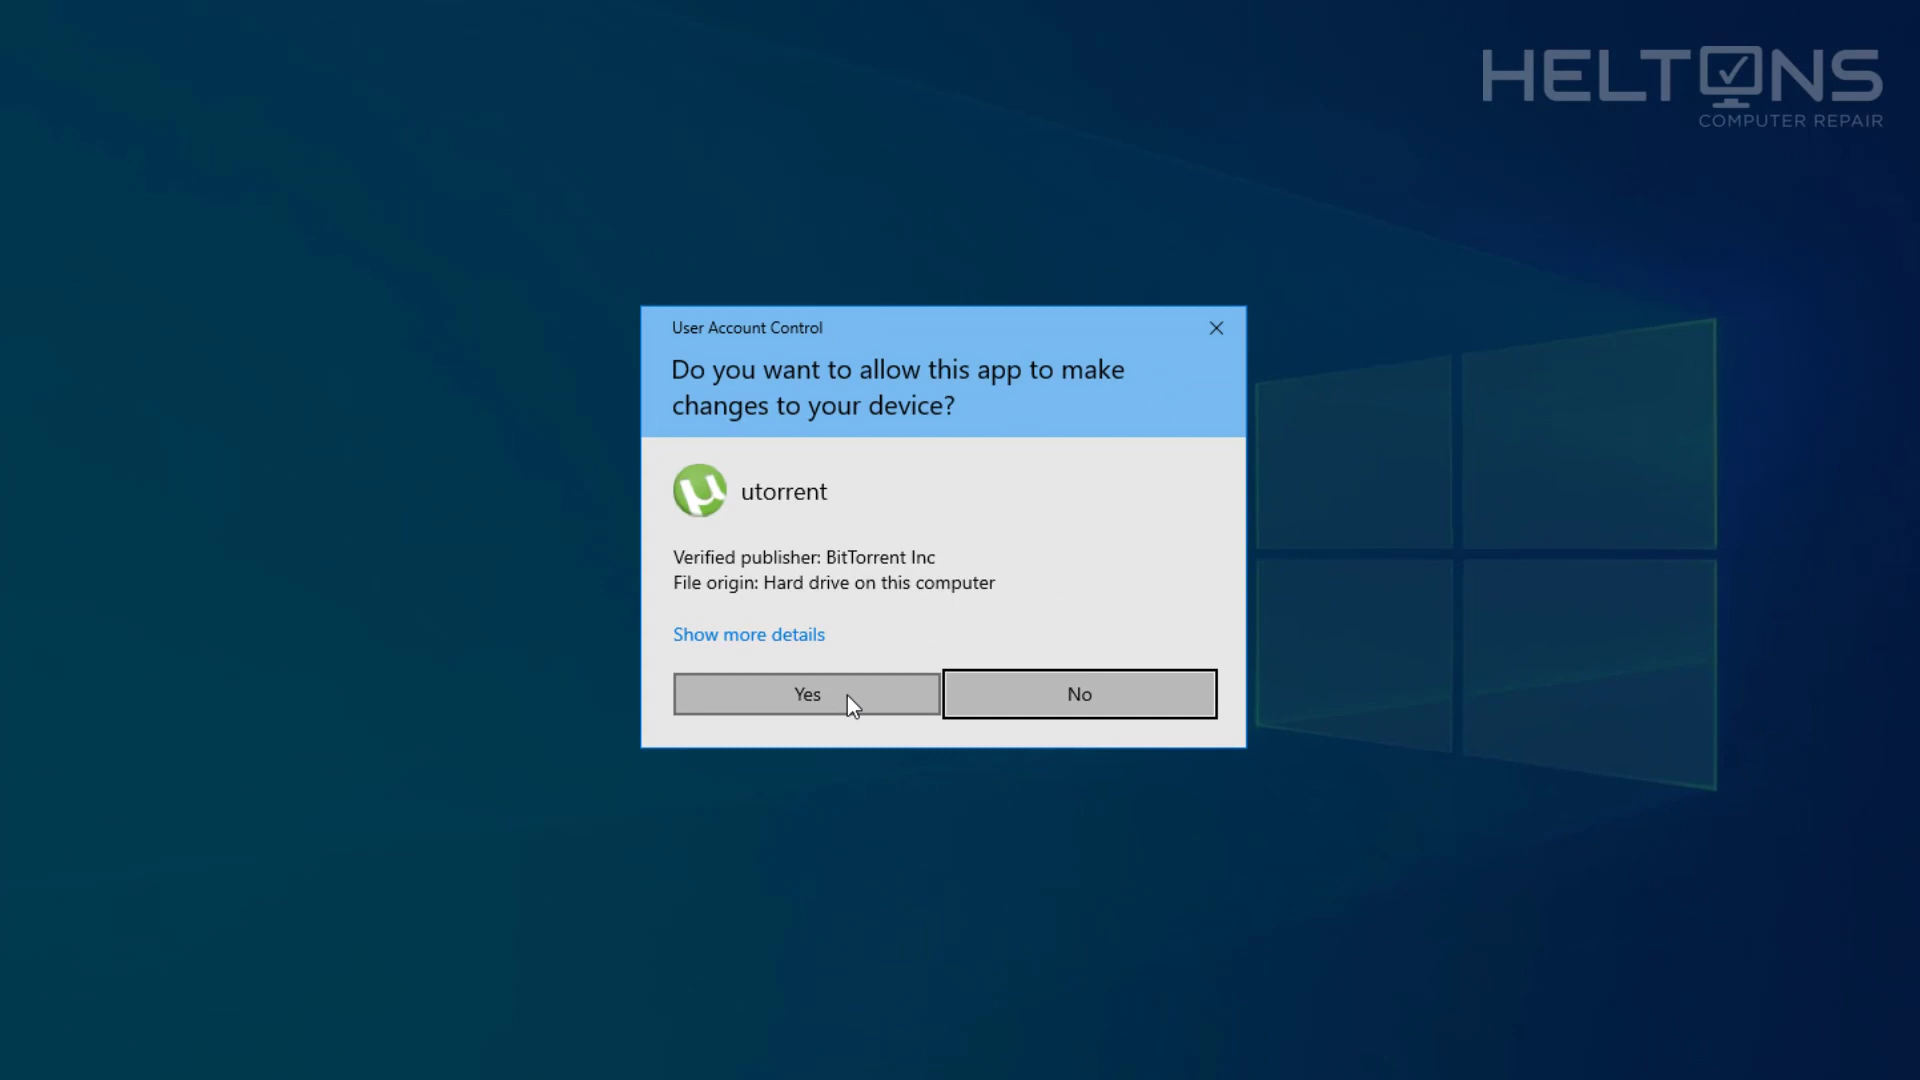 HELTONS
COMPUTER REPAIR
User Account Control
Do you want to allow this app to make
changes to your device?
utorrent
Verified publisher: BitTorrent Inc
File origin: Hard drive on this computer
Show more details
Yes
No